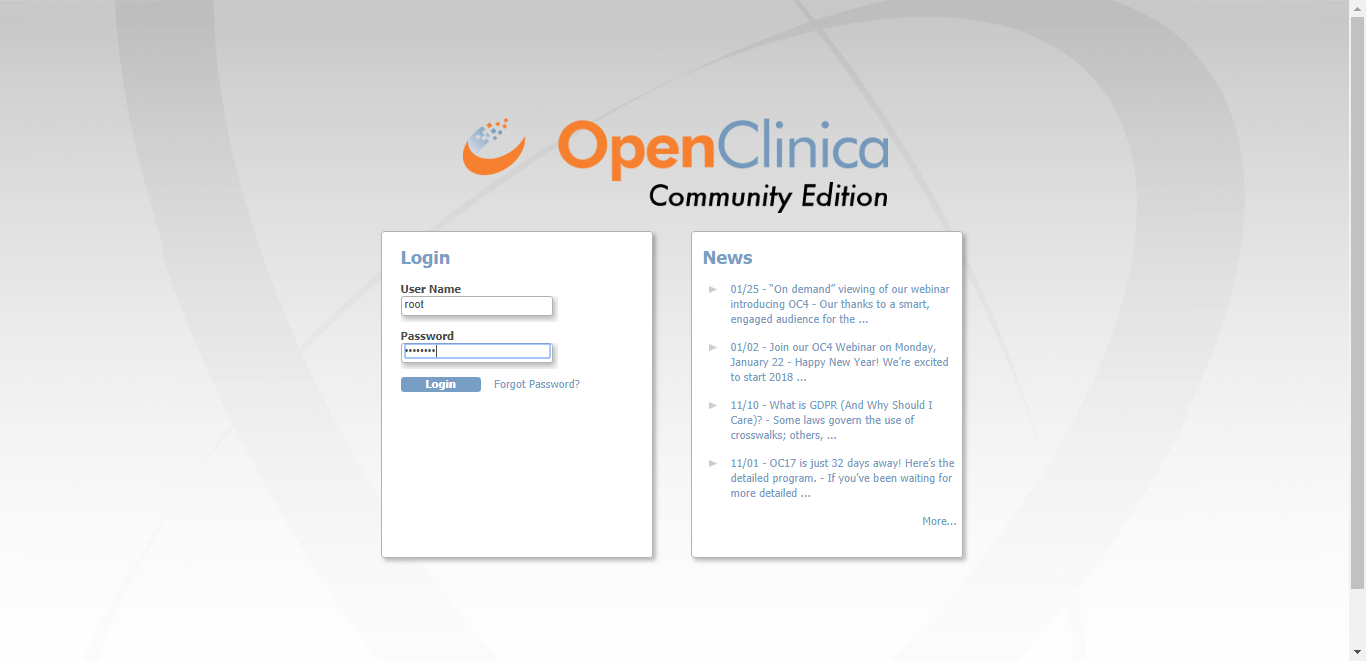 OpenClinica
Community Edition
Login
User Name
root
Password
••••••••
Login Forgot Password?
News
01/25 - “On demand” viewing of our webinar
introducing OC4 - Our thanks to a smart,
engaged audience for the ...
01/02 - Join our OC4 Webinar on Monday,
January 22 - Happy New Year! We’re excited
to start 2018 ...
11/10 - What is GDPR (And Why Should I
Care)? - Some laws govern the use of
crosswalks; others, ...
11/01 - OC17 is just 32 days away! Here’s the
detailed program. - If you’ve been waiting for
more detailed ...
More...